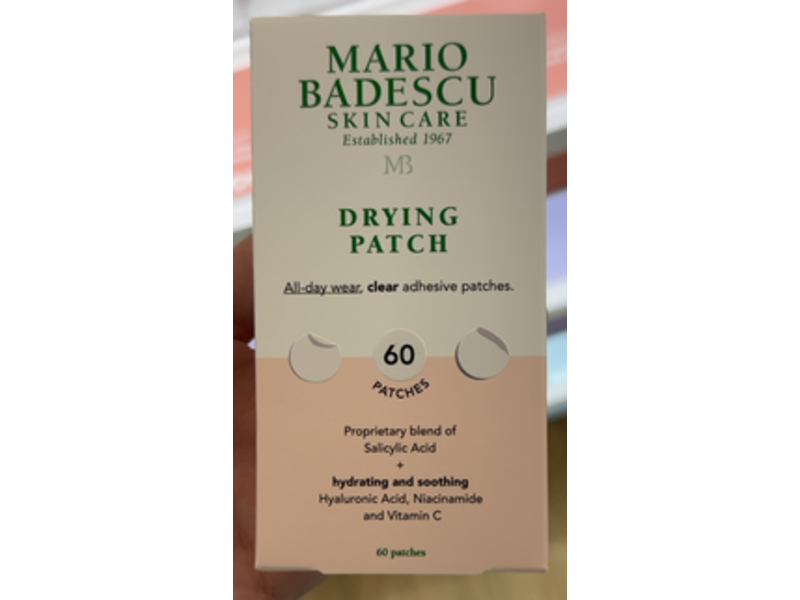 MARIO
BADESCU
SKIN CARE
Established 1967
MB
DRYING
PATCH
All-day wear, clear adhesive patches.
60
PATCHES
Proprietary blend of
Salicylic Acid
+
hydrating and soothing
Hyaluronic Acid, Niacinamide
and Vitamin C
60 patches